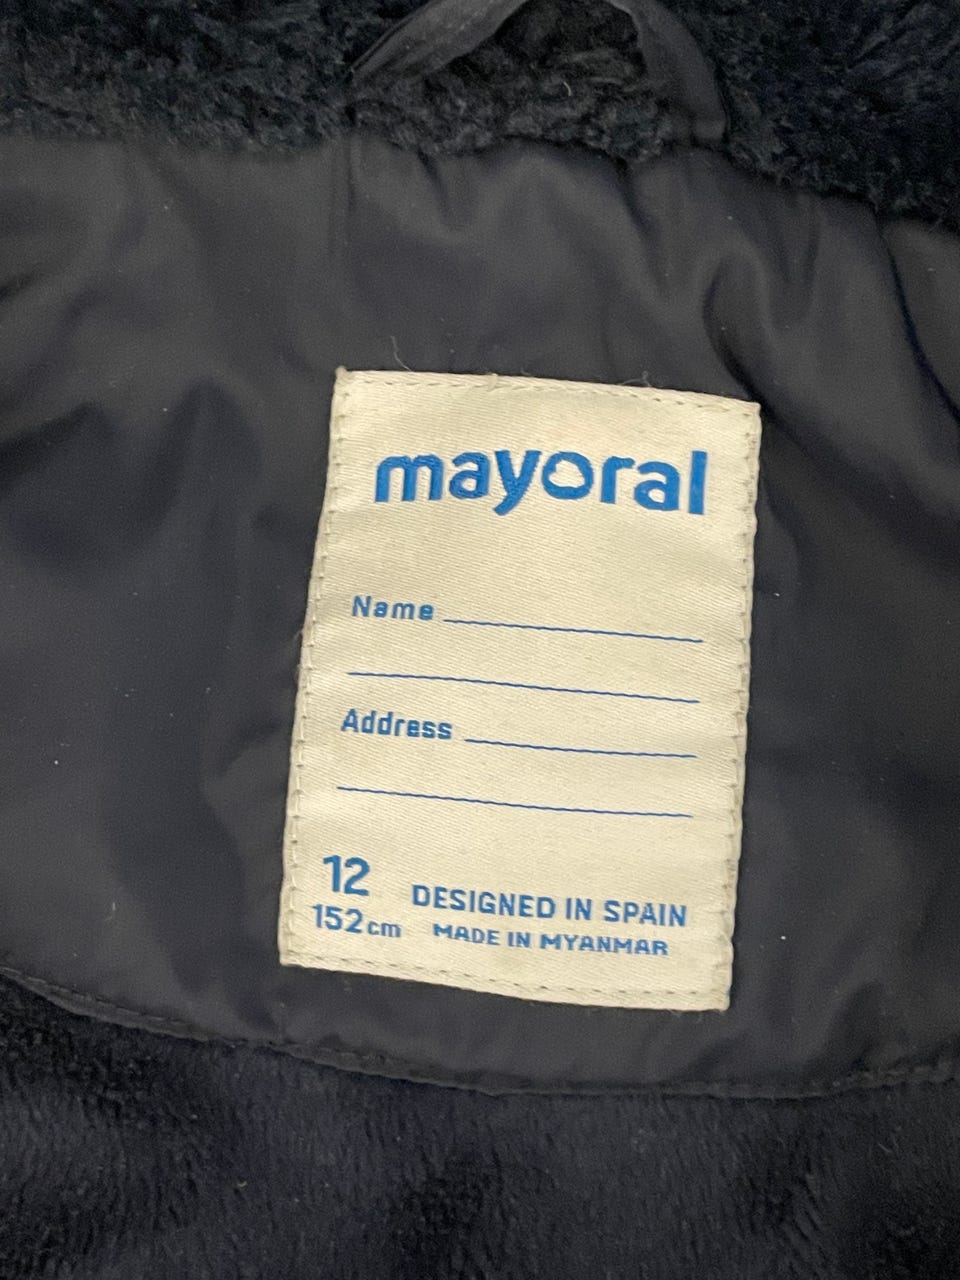 mayoral
Name
Address
12
152cm
DESIGNED IN SPAIN
MADE IN MYANMAR